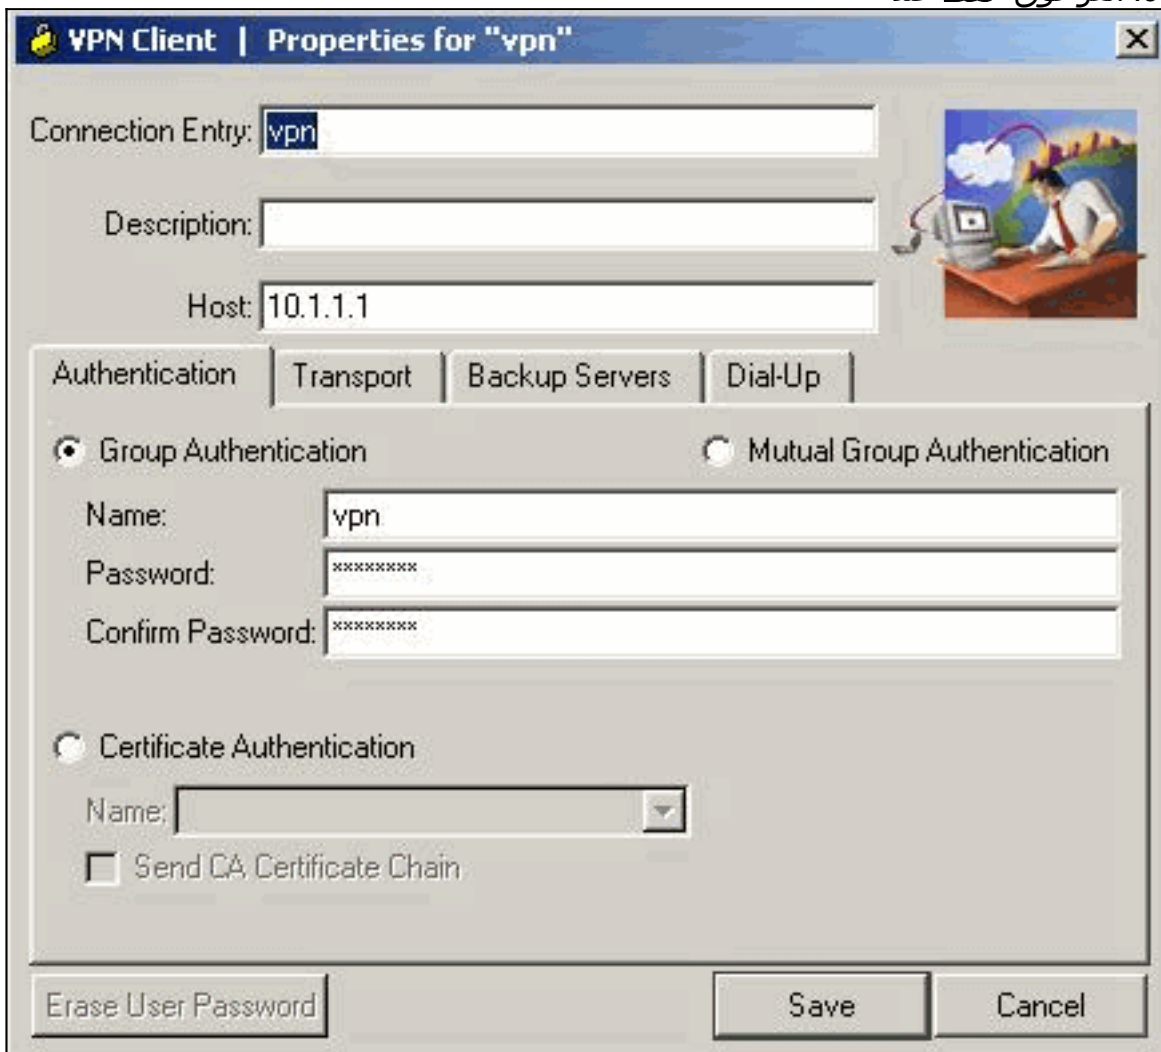 VPN Client | Properties for "vpn"
Connection Entry: vpn
Description:
Host: 10.1.1.1
Authentication Transport Backup Servers Dial-Up
Group Authentication Mutual Group Authentication
Name: vpn
Password: ********
Confirm Password: ********
Certificate Authentication
Name:
Send CA Certificate Chain
Erase User Password Save Cancel